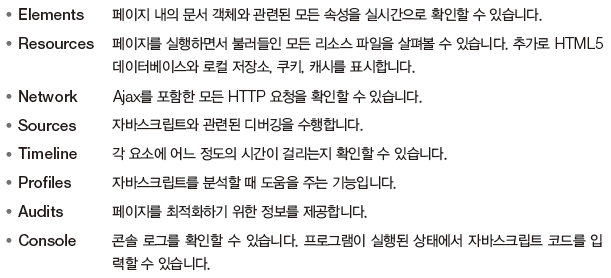 • Elements 페이지 내의 문서 객체와 관련된 모든 속성을 실시간으로 확인할 수 있습니다.
• Resources 페이지를 실행하면서 불러들인 모든 리소스 파일을 살펴볼 수 있습니다. 추가로 HTML5
데이터베이스와 로컬 저장소, 쿠키, 캐시를 표시합니다.
• Network Ajax를 포함한 모든 HTTP 요청을 확인할 수 있습니다.
• Sources 자바스크립트와 관련된 디버깅을 수행합니다.
• Timeline 각 요소에 어느 정도의 시간이 걸리는지 확인할 수 있습니다.
• Profiles 자바스크립트를 분석할 때 도움을 주는 기능입니다.
• Audits 페이지를 최적화하기 위한 정보를 제공합니다.
• Console 콘솔 로그를 확인할 수 있습니다. 프로그램이 실행된 상태에서 자바스크립트 코드를 입
력할 수 있습니다.